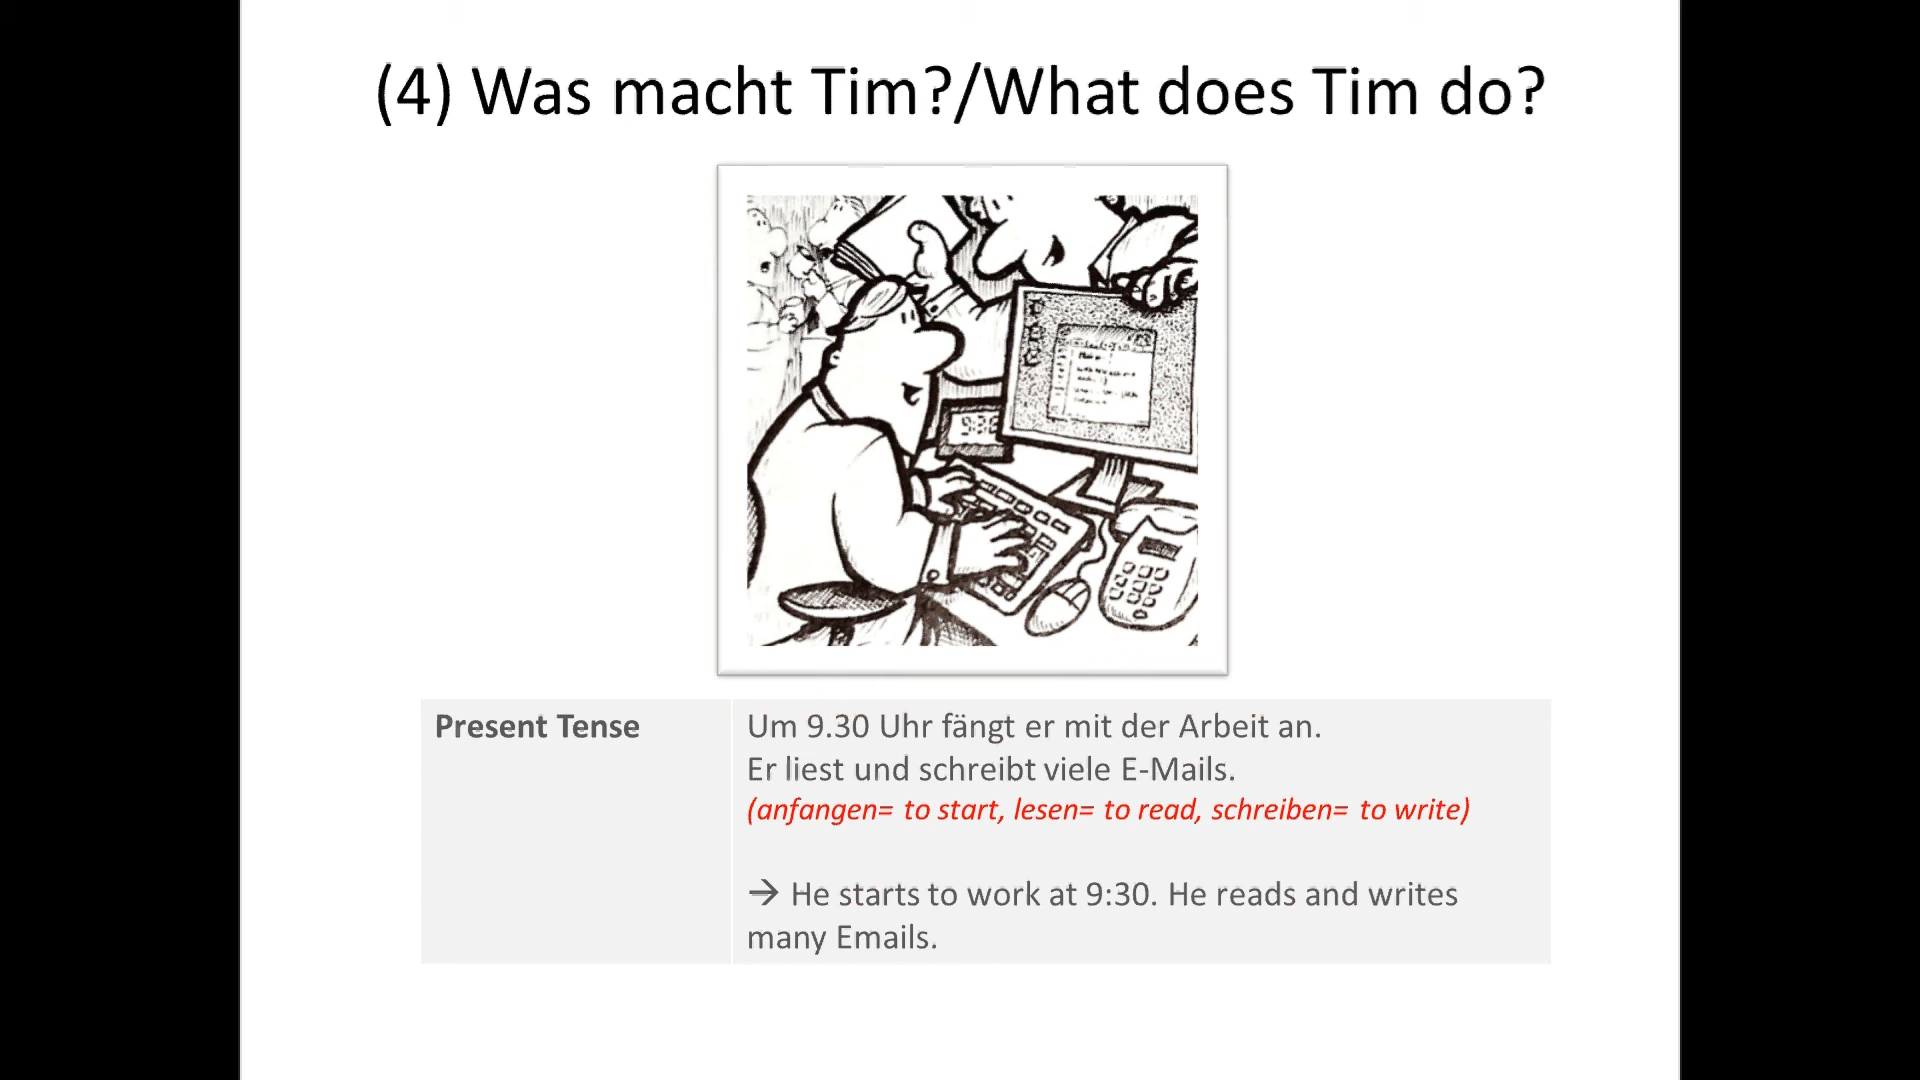 (4) Was macht Tim?/What does Tim do?
9:3
Present Tense
Um 9.30 Uhr fängt er mit der Arbeit an.
Er liest und schreibt viele E-Mails.
(anfangen= to start, lesen= to read, schreiben= to write)
→ He starts to work at 9:30. He reads and writes
many Emails.